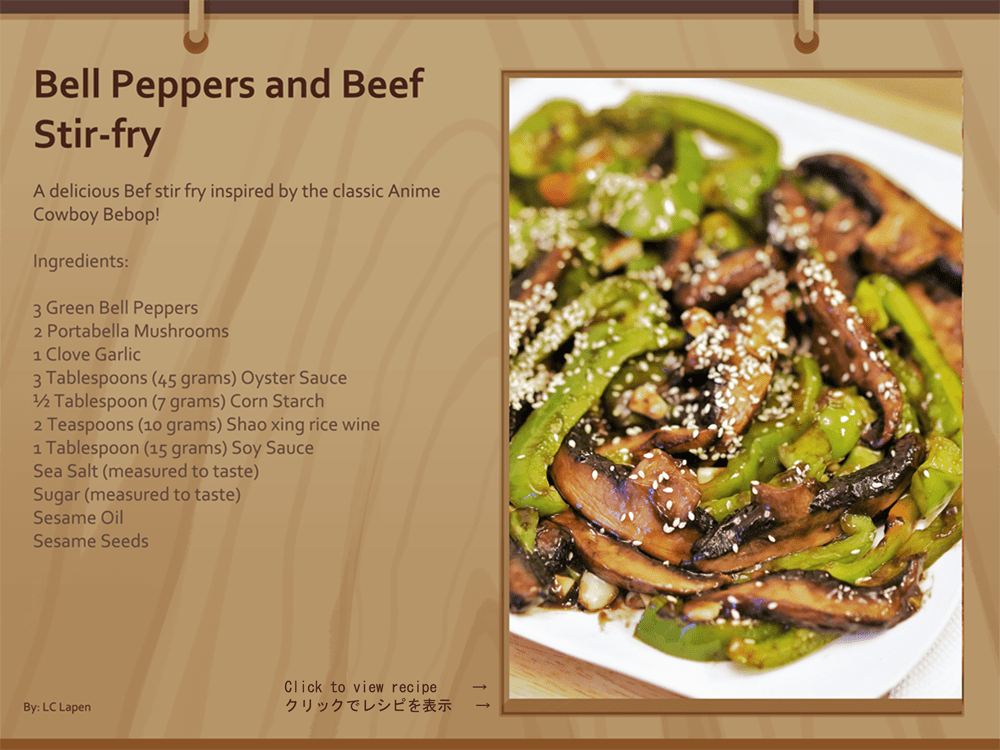 Bell Peppers and Beef
Stir-fry
A delicious Bef stir fry inspired by the classic Anime
Cowboy Bebop!
Ingredients:
3 Green Bell Peppers
2 Portabella Mushrooms
1 Clove Garlic
3 Tablespoons (45 grams) Oyster Sauce
½ Tablespoon (7 grams) Corn Starch
2 Teaspoons (10 grams) Shao xing rice wine
1 Tablespoon (15 grams) Soy Sauce
Sea Salt (measured to taste)
Sugar (measured to taste)
Sesame Oil
Sesame Seeds
Click to view recipe →
クリックでレシピを表示 →
By: LC Lapen